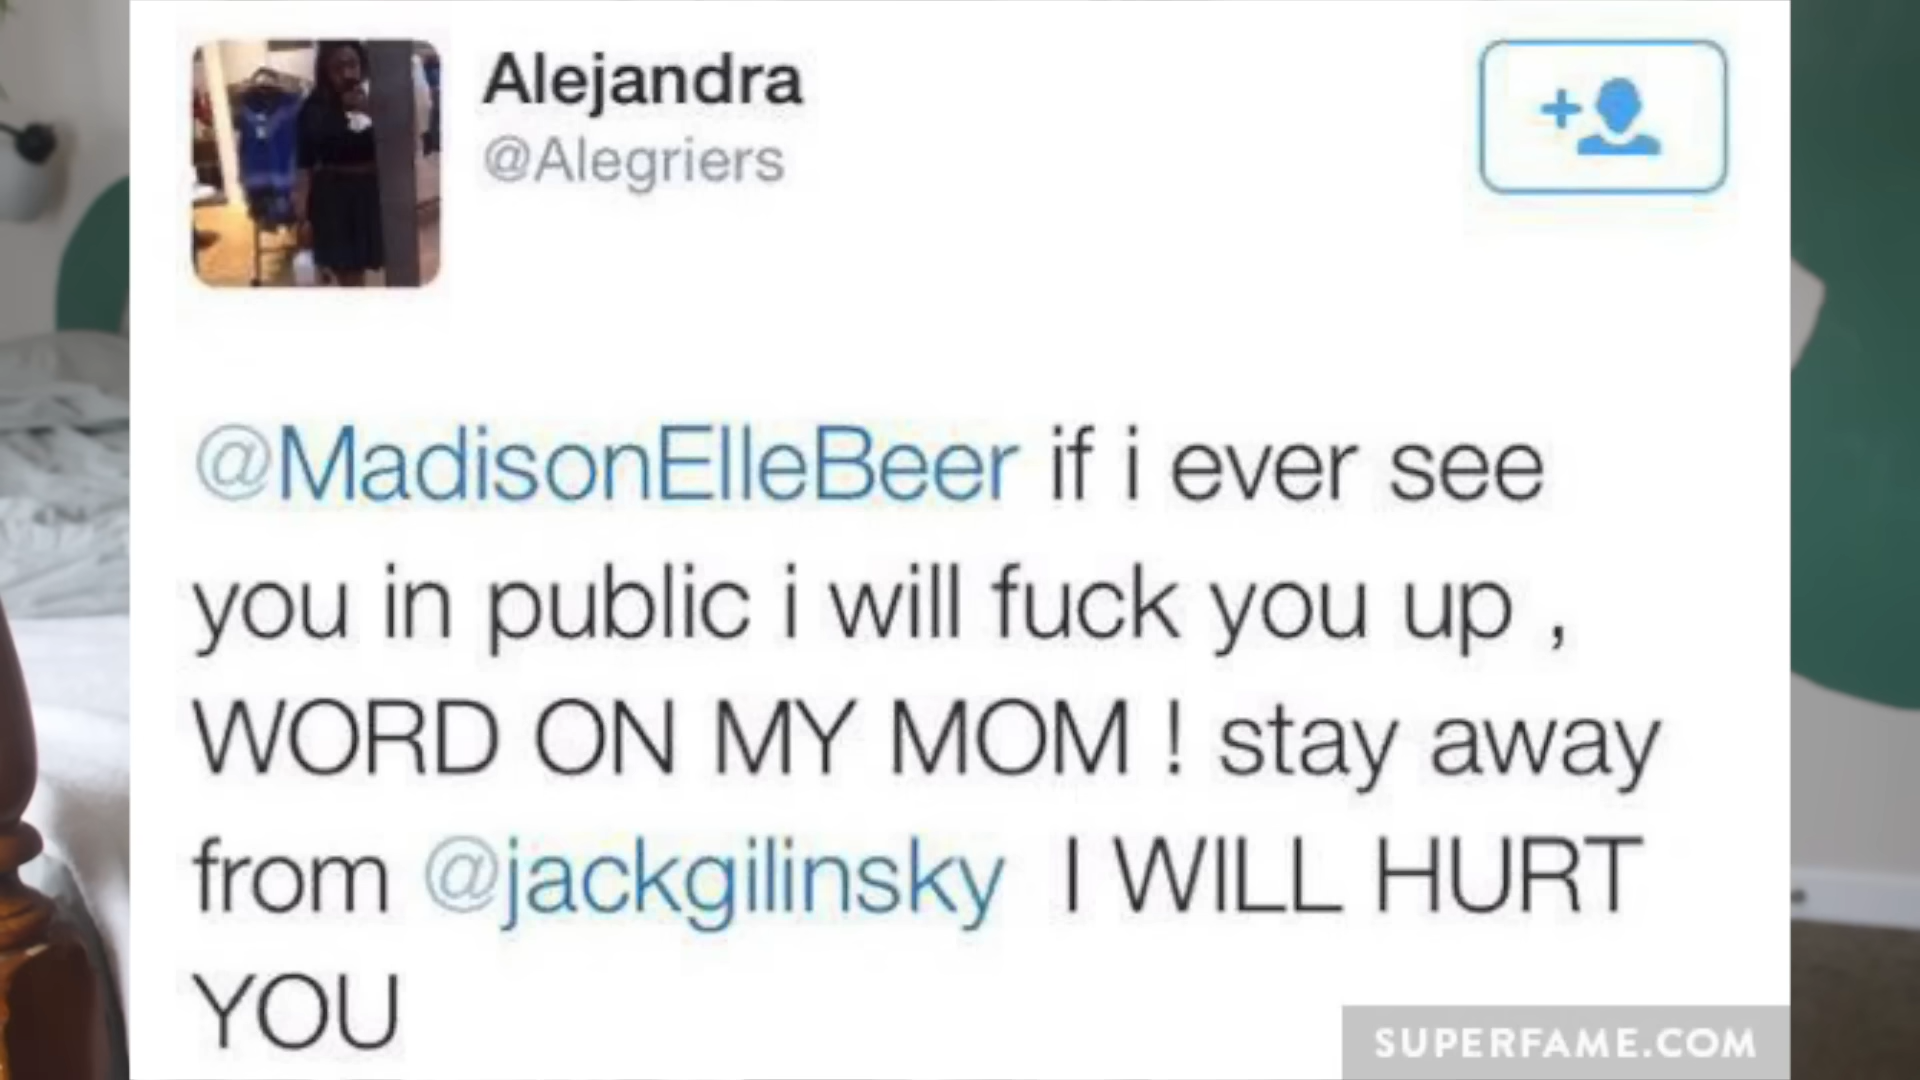 Alejandra
@Alegriers
@MadisonElleBeer if i ever see
you in public i will fuck you up ,
WORD ON MY MOM ! stay away
from @jackgilinsky I WILL HURT
YOU
SUPERFAME.COM